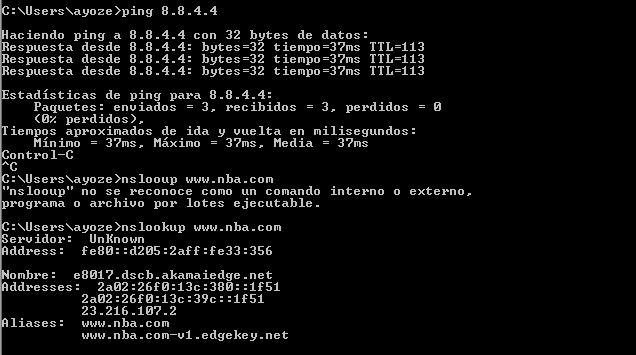 C:\Users\ayoze>ping 8.8.4.4
Haciendo ping a 8.8.4.4 con 32 bytes de datos:
Respuesta desde 8.8.4.4: bytes=32 tiempo=37ms TTL=113
Respuesta desde 8.8.4.4: bytes=32 tiempo=37ms TTL=113
Respuesta desde 8.8.4.4: bytes=32 tiempo=37ms TTL=113
Estadísticas de ping para 8.8.4.4:
Paquetes: enviados = 3, recibidos = 3, perdidos = 0
(0% perdidos),
Tiempos aproximados de ida y vuelta en milisegundos:
Mínimo = 37ms, Máximo = 37ms, Media = 37ms
Control-C
^C
C:\Users\ayoze>nslooup www.nba.com
"nslooup" no se reconoce como un comando interno o externo,
programa o archivo por lotes ejecutable.
C:\Users\ayoze>nslookup www.nba.com
Servidor:  UnKnown
Address:  fe80::d205:2aff:fe33:356
Nombre:  e8017.dscb.akamaiedge.net
Addresses:  2a02:26f0:13c:380::1f51
2a02:26f0:13c:39c::1f51
23.216.107.2
Aliases:  www.nba.com
www.nba.com-v1.edgekey.net